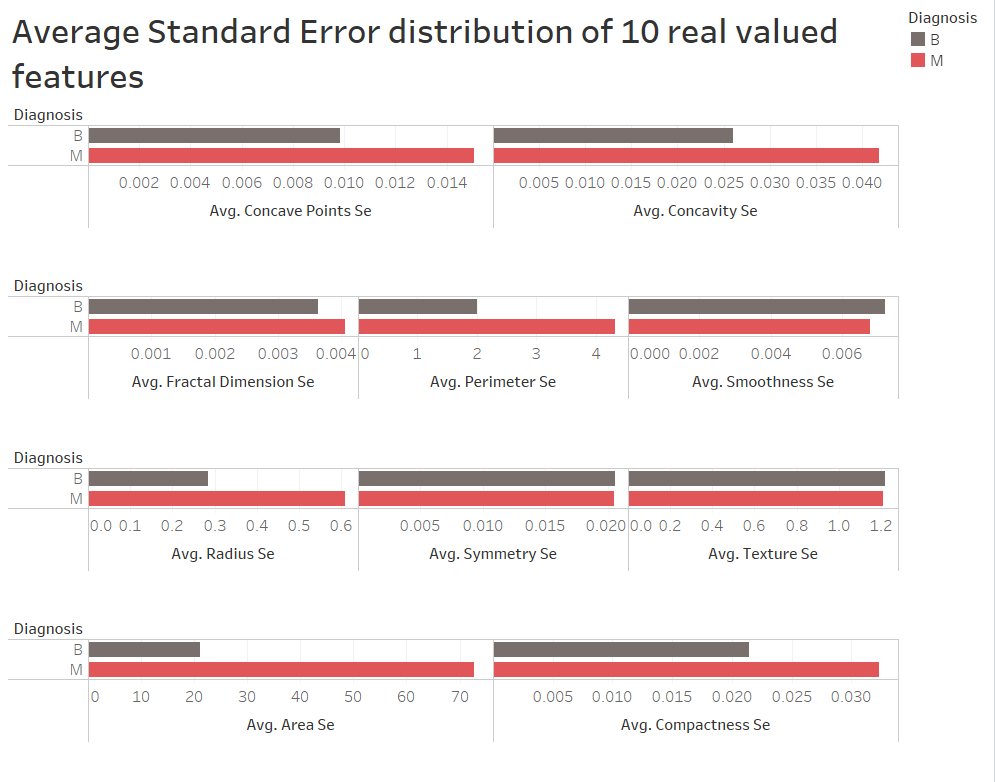 Average Standard Error distribution of 10 real valued
features
Diagnosis
B
M
Diagnosis
B
M
0.002 0.004 0.006 0.008 0.010 0.012 0.014
0.005 0.010 0.015 0.020 0.025 0.030 0.035 0.040
Avg. Concave Points Se
Avg. Concavity Se
Diagnosis
B
M
0.001 0.002 0.003 0.004
0 1 2 3 4
0.000 0.002 0.004 0.006
Avg. Fractal Dimension Se
Avg. Perimeter Se
Avg. Smoothness Se
Diagnosis
B
M
0.0 0.1 0.2 0.3 0.4 0.5 0.6
0.005 0.010 0.015 0.020
0.0 0.2 0.4 0.6 0.8 1.0 1.2
Avg. Radius Se
Avg. Symmetry Se
Avg. Texture Se
Diagnosis
B
M
0 10 20 30 40 50 60 70
0.005 0.010 0.015 0.020 0.025 0.030
Avg. Area Se
Avg. Compactness Se